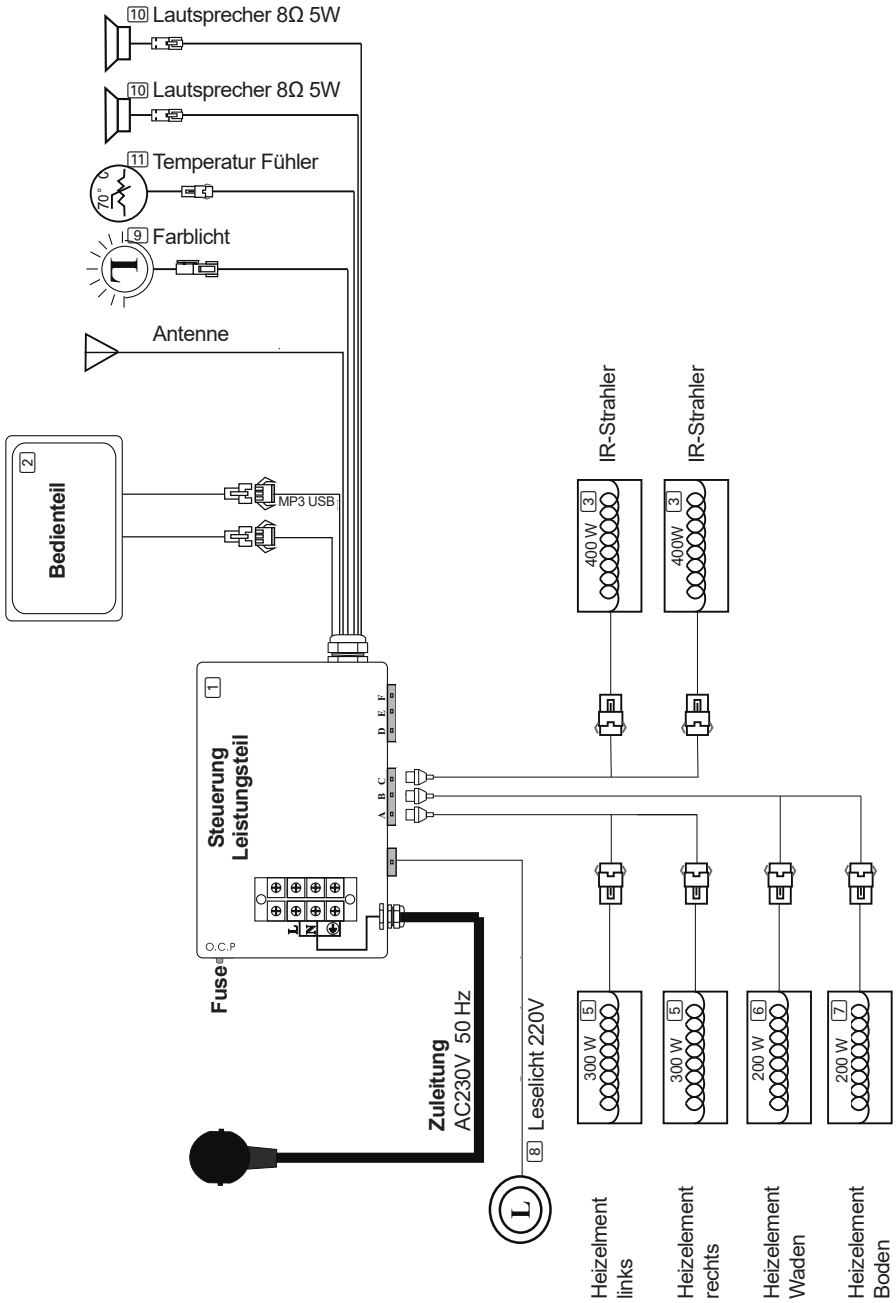 10 Lautsprecher 8Ω 5W
10 Lautsprecher 8Ω 5W
11 Temperatur Fühler
70° C
9 Farblicht
L
Antenne
2
Bedienteil
MP3 USB
1
Steuerung
Leistungsteil
D E F
A B C
L
N
O.C.P
Fuse
Zuleitung
AC230V 50 Hz
8 Leselicht 220V
L
3
400 W
IR-Strahler
3
400W
IR-Strahler
5
300 W
Heizelment
links
5
300 W
Heizelement
rechts
6
200 W
Heizelement
Waden
7
200 W
Heizelement
Boden